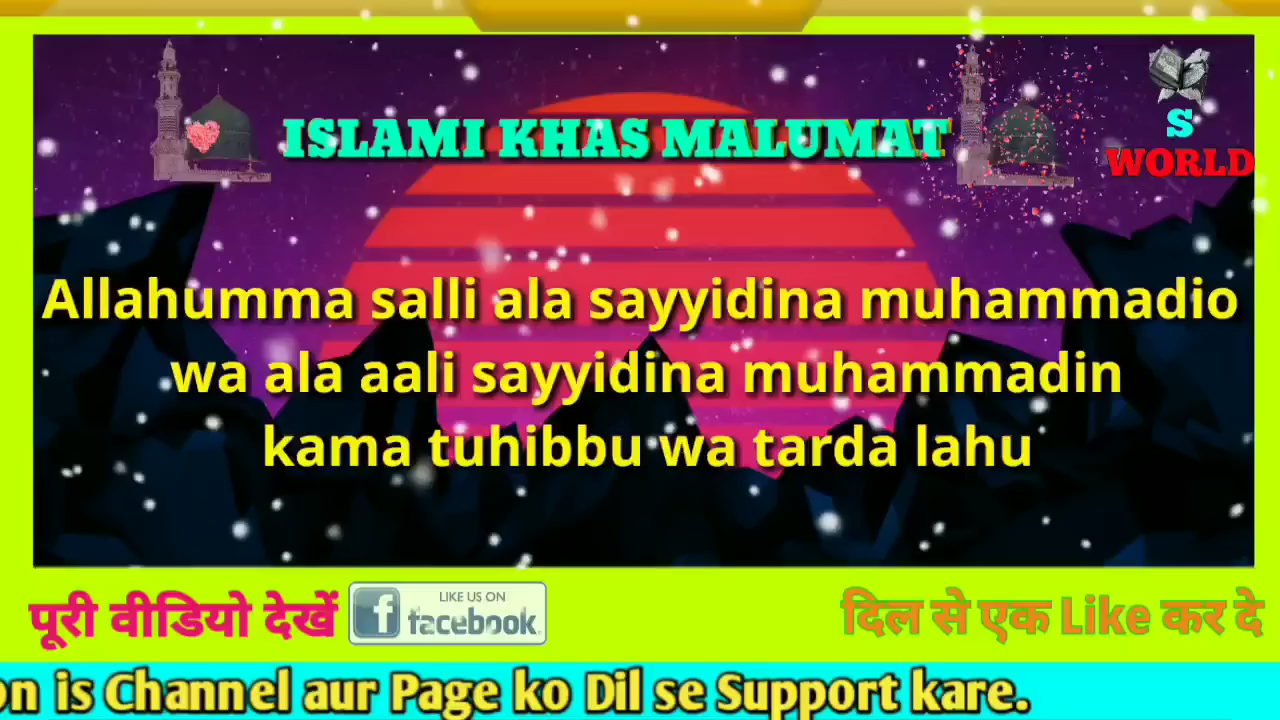 ISLAMI KHAS MALUMAT
S
WORLD
Allahumma salli ala sayyidina muhammadio
wa ala aali sayyidina muhammadin
kama tuhibbu wa tarda lahu
पूरी वीडियो देखें
LIKE US ON
facebook.
दिल से एक Like कर दे
on is Channel aur Page ko Dil se Support kare.